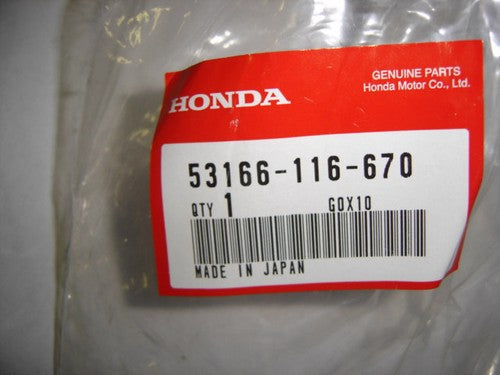 GENUINE PARTS
Honda Motor Co., Ltd.
HONDA
53166-116-670
QTY 1 GOX10
MADE IN JAPAN